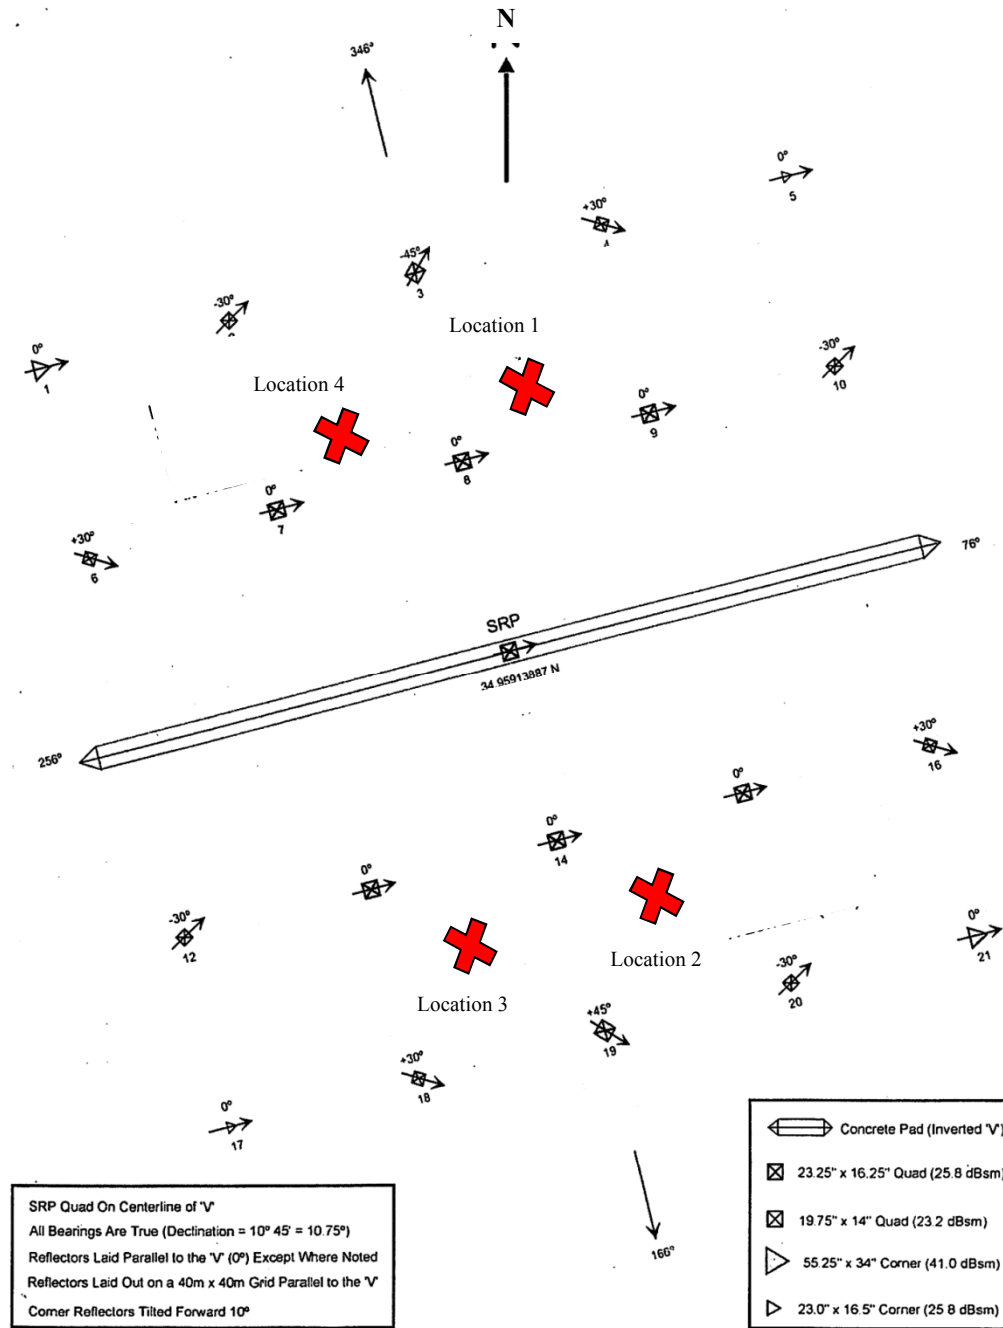 N
346°
0°
5
+30°
4
-45°
3
-30°
Location 1
0°
1
-30°
10
Location 4
0°
9
0°
8
0°
7
+30°
6
76°
SRP
34.95913887 N
256°
+30°
16
0°
0°
14
0°
-30°
12
Location 2
0°
21
-30°
20
Location 3
+45°
19
+30°
18
0°
17
166°
SRP Quad On Centerline of 'V'
All Bearings Are True (Declination = 10° 45' = 10.75°)
Reflectors Laid Parallel to the 'V' (0°) Except Where Noted
Reflectors Laid Out on a 40m x 40m Grid Parallel to the 'V'
Corner Reflectors Tilted Forward 10°
Concrete Pad (Inverted 'V')
23.25" x 16.25" Quad (25.8 dBsm)
19.75" x 14" Quad (23.2 dBsm)
55.25" x 34" Corner (41.0 dBsm)
23.0" x 16.5" Corner (25.8 dBsm)